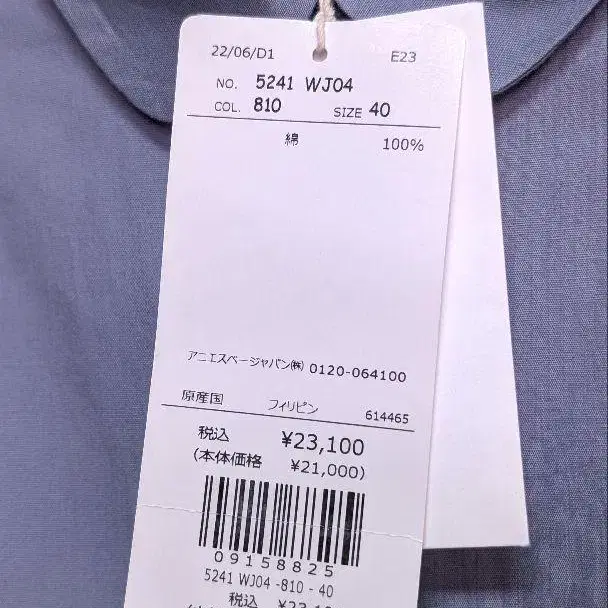 22/06/D1 E23
NO. 5241 WJ04
COL. 810 SIZE 40
綿 100%
アニエスベージャパン㈱ 0120-064100
原産国 フィリピン 614465
税込 ¥23,100
(本体価格 ¥21,000)
09158825
5241 WJ04 -810 - 40
税込